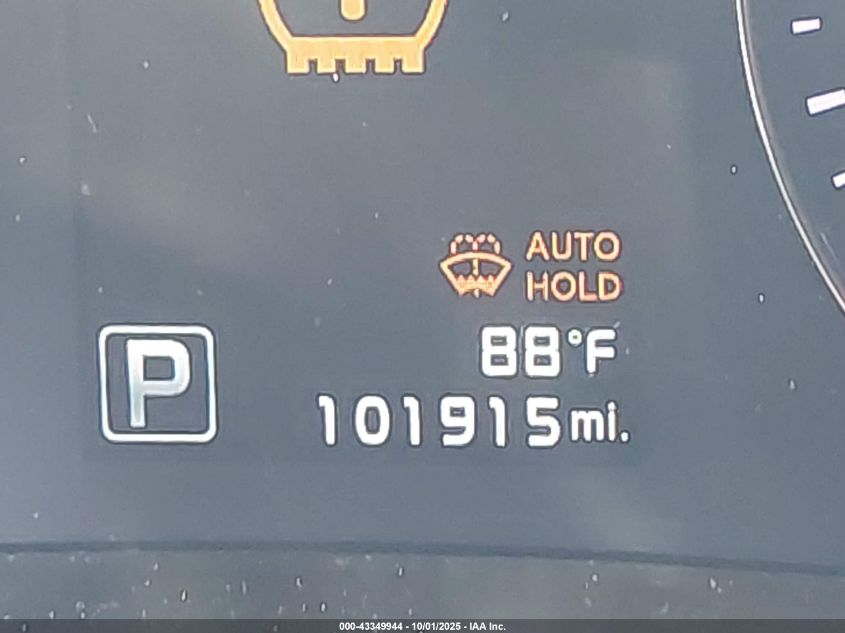 AUTO
HOLD
P
88°F
101915mi.
000-43349944 - 10/01/2025 - IAA Inc.